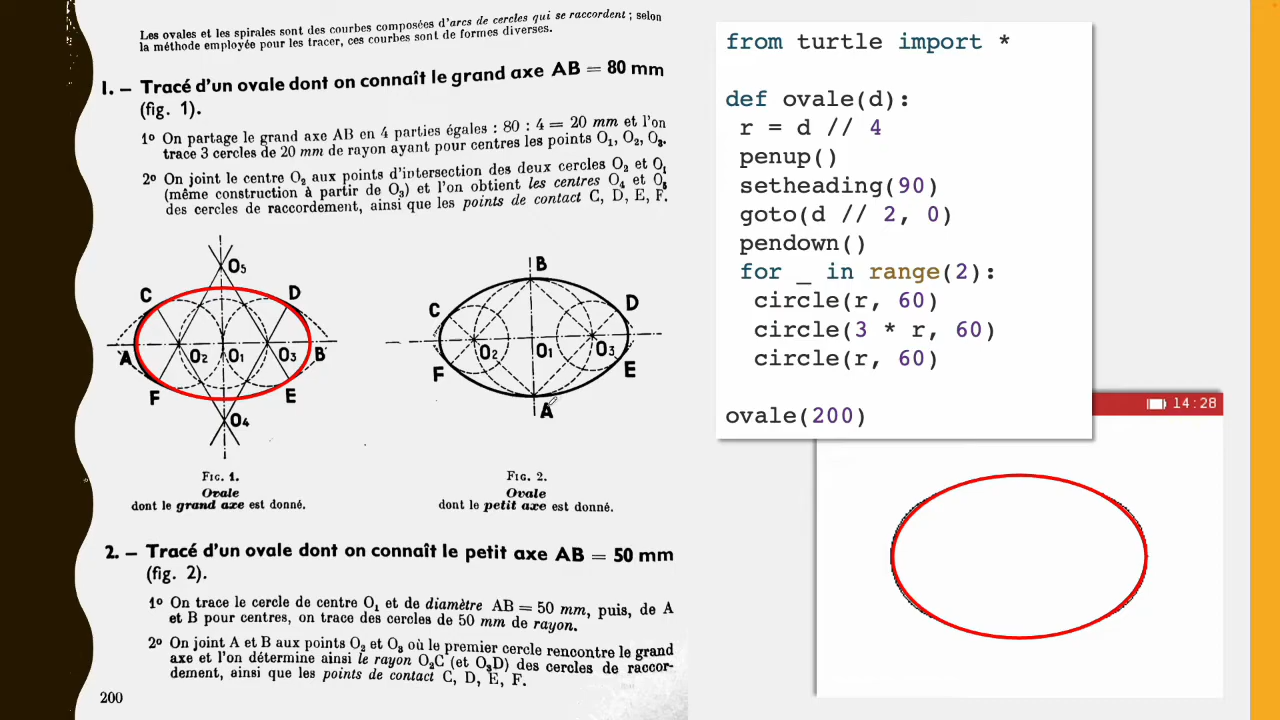 Les ovales et les spirales sont des courbes composées d'arcs de cercles qui se raccordent ; selon
la méthode employée pour les tracer, ces courbes sont de formes diverses.
1. – Tracé d'un ovale dont on connaît le grand axe AB = 80 mm
(fig. 1).
1º On partage le grand axe AB en 4 parties égales : 80 : 4 = 20 mm et l'on
trace 3 cercles de 20 mm de rayon ayant pour centres les points O₁, O₂, O₃.
2º On joint le centre O₂ aux points d'intersection des deux cercles O₂ et O₁
(même construction à partir de O₃) et l'on obtient les centres O₄ et O₅
des cercles de raccordement, ainsi que les points de contact C, D, E, F.
O₅
C D
A O₂ O₁ O₃ B
F E
O₄
FIG. 1.
Ovale
dont le grand axe est donné.
B
C D
O₂ O₁ O₃
F E
A
FIG. 2.
Ovale
dont le petit axe est donné.
2. – Tracé d'un ovale dont on connaît le petit axe AB = 50 mm
(fig. 2).
1º On trace le cercle de centre O₁ et de diamètre AB = 50 mm, puis, de A
et B pour centres, on trace des cercles de 50 mm de rayon.
2º On joint A et B aux points O₂ et O₃ où le premier cercle rencontre le grand
axe et l'on détermine ainsi le rayon O₂C (et O₃D) des cercles de raccor-
dement, ainsi que les points de contact C, D, E, F.
200
from turtle import *
def ovale(d):
r = d // 4
penup()
setheading(90)
goto(d // 2, 0)
pendown()
for _ in range(2):
circle(r, 60)
circle(3 * r, 60)
circle(r, 60)
ovale(200)
14:28